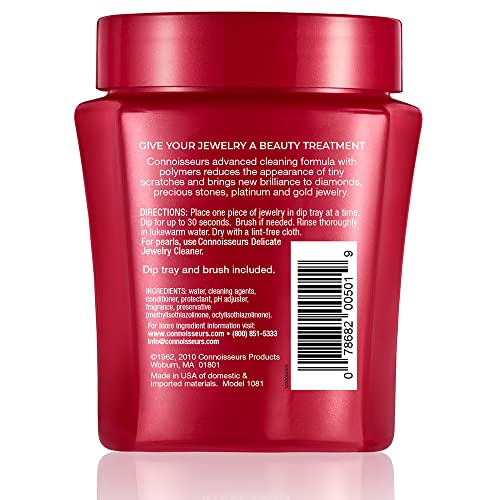 GIVE YOUR JEWELRY A BEAUTY TREATMENT
Connoisseurs advanced cleaning formula with
polymers reduces the appearance of tiny
scratches and brings new brilliance to diamonds,
precious stones, platinum and gold jewelry.
DIRECTIONS: Place one piece of jewelry in dip tray at a time.
Dip for up to 30 seconds. Brush if needed. Rinse thoroughly
in lukewarm water. Dry with a lint-free cloth.
For pearls, use Connoisseurs Delicate
Jewelry Cleaner.
Dip tray and brush included.
INGREDIENTS: water, cleaning agents,
conditioner, protectant, pH adjuster,
fragrance, preservative
(methylisothiazolinone, octylisothiazolinone).
For more ingredient information visit:
www.connoisseurs.com • (800) 851-5333
info@connoisseurs.com
©1962, 2010 Connoisseurs Products
Woburn, MA 01801
Made in USA of domestic &
imported materials. Model 1081
0 78682 00501 9